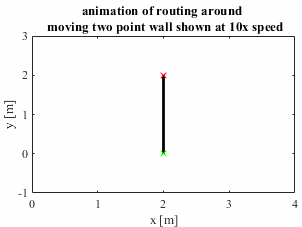 animation of routing around
moving two point wall shown at 10x speed
3
2
1
0
-1
y [m]
0
1
2
3
4
x [m]